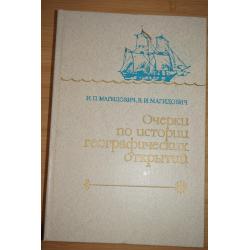 И. П. МАГИДОВИЧ, В. И. МАГИДОВИЧ
Очерки
по истории
географических
открытий